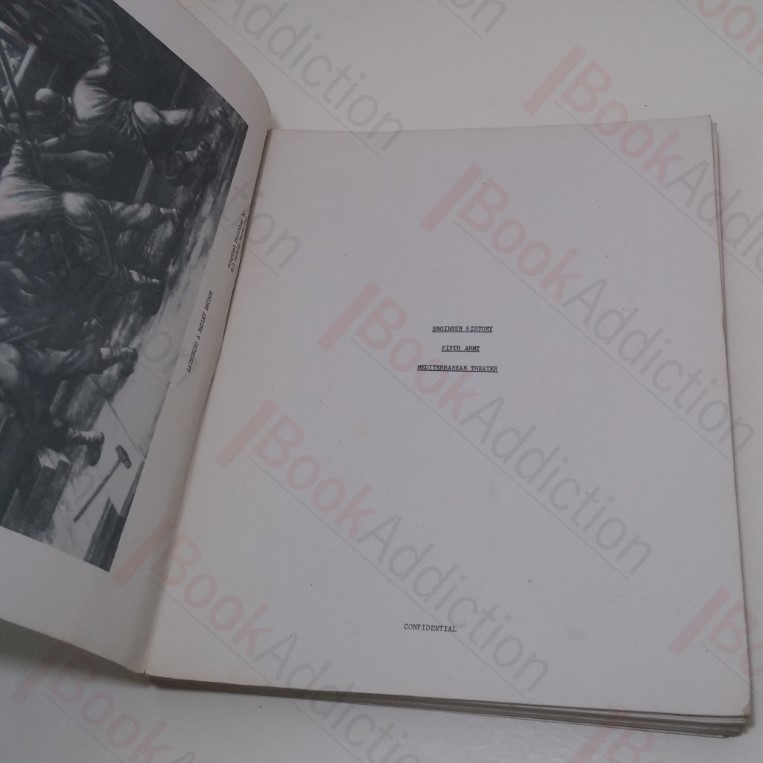 LAUNCHING A BAILEY BRIDGE
ENGINEER HISTORY
FIFTH ARMY
MEDITERRANEAN THEATER
CONFIDENTIAL
BookAddiction